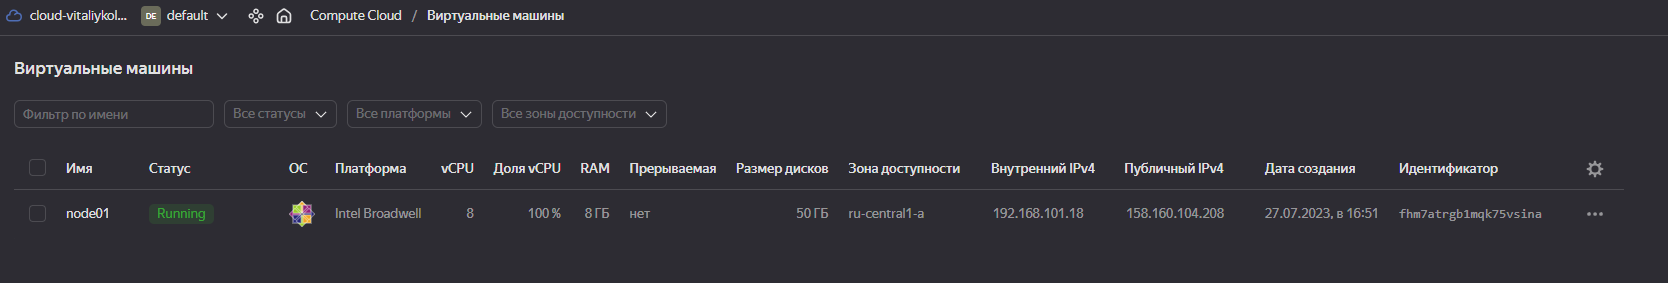 cloud-vitaliykol... DE default Compute Cloud / Виртуальные машины
Виртуальные машины
Фильтр по имени Все статусы Все платформы Все зоны доступности
Имя Статус ОС Платформа vCPU Доля vCPU RAM Прерываемая Размер дисков Зона доступности Внутренний IPv4 Публичный IPv4 Дата создания Идентификатор
node01 Running Intel Broadwell 8 100 % 8 ГБ нет 50 ГБ ru-central1-a 192.168.101.18 158.160.104.208 27.07.2023, в 16:51 fhm7atrgb1mqk75vsina